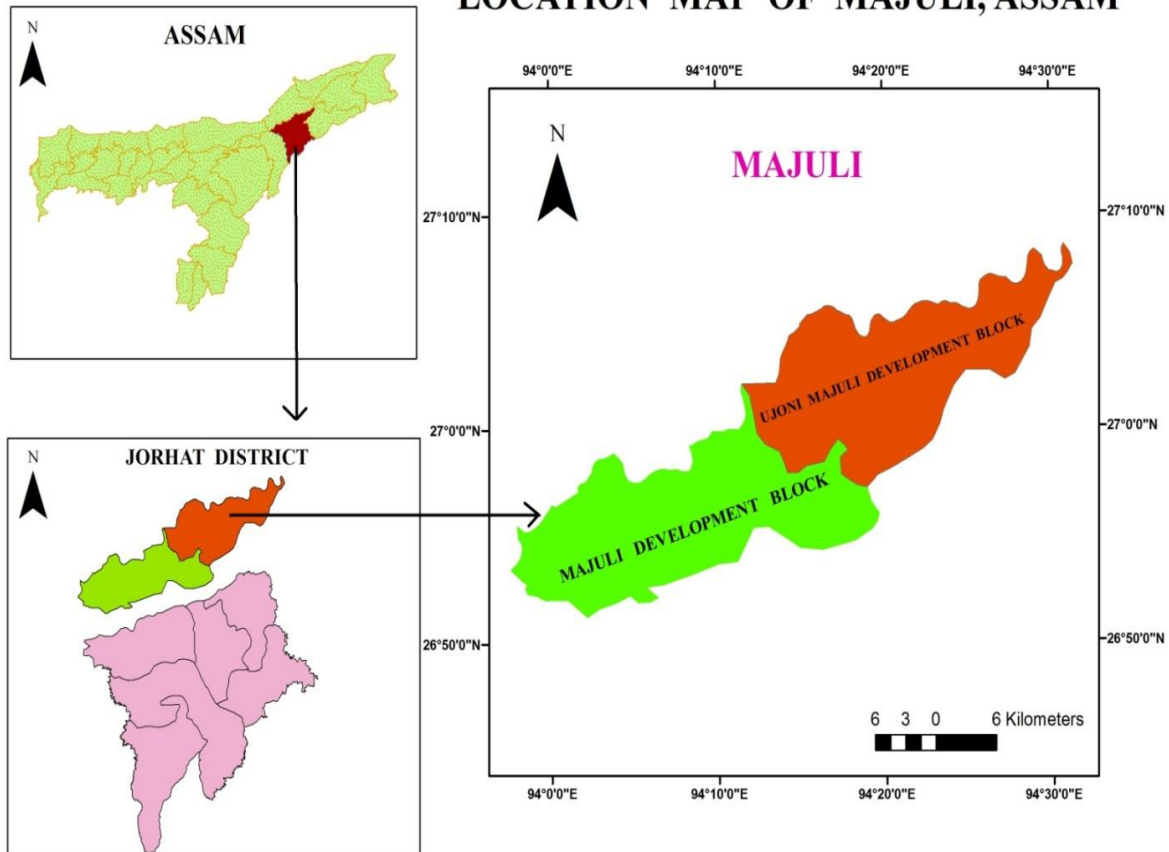 LOCATION MAP OF MAJULI, ASSAM
N
ASSAM
94°0'0"E 94°10'0"E 94°20'0"E 94°30'0"E
N
MAJULI
27°10'0"N
27°10'0"N
UJONI MAJULI DEVELOPMENT BLOCK
27°0'0"N
27°0'0"N
MAJULI DEVELOPMENT BLOCK
26°50'0"N
26°50'0"N
6 3 0 6 Kilometers
94°0'0"E 94°10'0"E 94°20'0"E 94°30'0"E
N
JORHAT DISTRICT